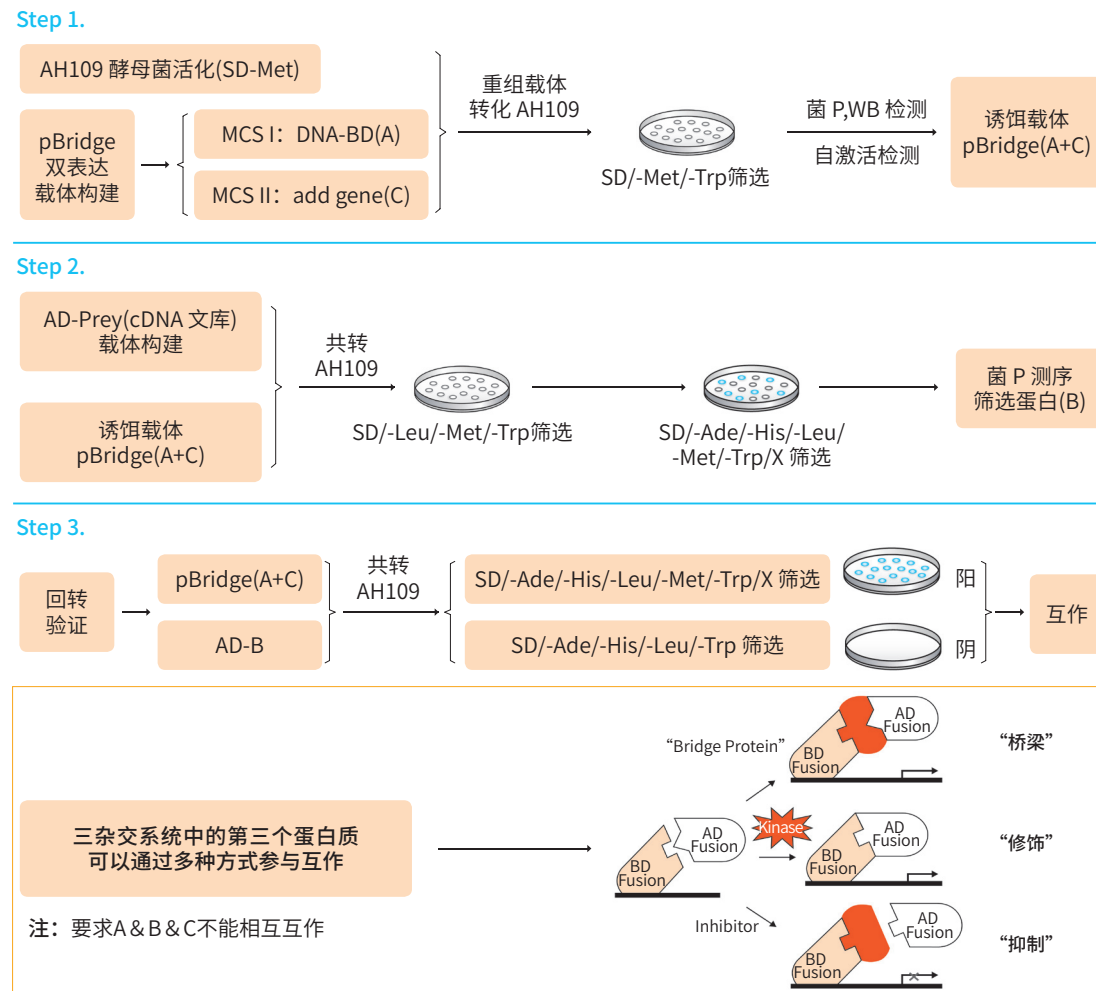 Step 1.
AH109 酵母菌活化(SD-Met)
pBridge
双表达
载体构建
MCS I：DNA-BD(A)
MCS II：add gene(C)
重组载体
转化 AH109
SD/-Met/-Trp筛选
菌 P,WB 检测
自激活检测
诱饵载体
pBridge(A+C)
Step 2.
AD-Prey(cDNA 文库)
载体构建
诱饵载体
pBridge(A+C)
共转
AH109
SD/-Leu/-Met/-Trp筛选
SD/-Ade/-His/-Leu/
-Met/-Trp/X 筛选
菌 P 测序
筛选蛋白(B)
Step 3.
回转
验证
pBridge(A+C)
AD-B
共转
AH109
SD/-Ade/-His/-Leu/-Met/-Trp/X 筛选
阳
SD/-Ade/-His/-Leu/-Trp 筛选
阴
互作
三杂交系统中的第三个蛋白质
可以通过多种方式参与互作
注：要求A＆B＆C不能相互互作
BD
Fusion
AD
Fusion
“Bridge Protein”
BD
Fusion
AD
Fusion
“桥梁”
Kinase
BD
Fusion
AD
Fusion
“修饰”
Inhibitor
BD
Fusion
AD
Fusion
“抑制”